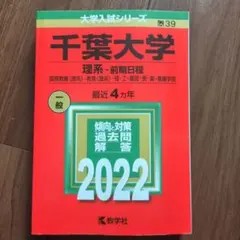 大学入試シリーズ
39
千葉大学
理系-前期日程
一般
最近4カ年
傾向と対策
過去問
解答
2022
教学社